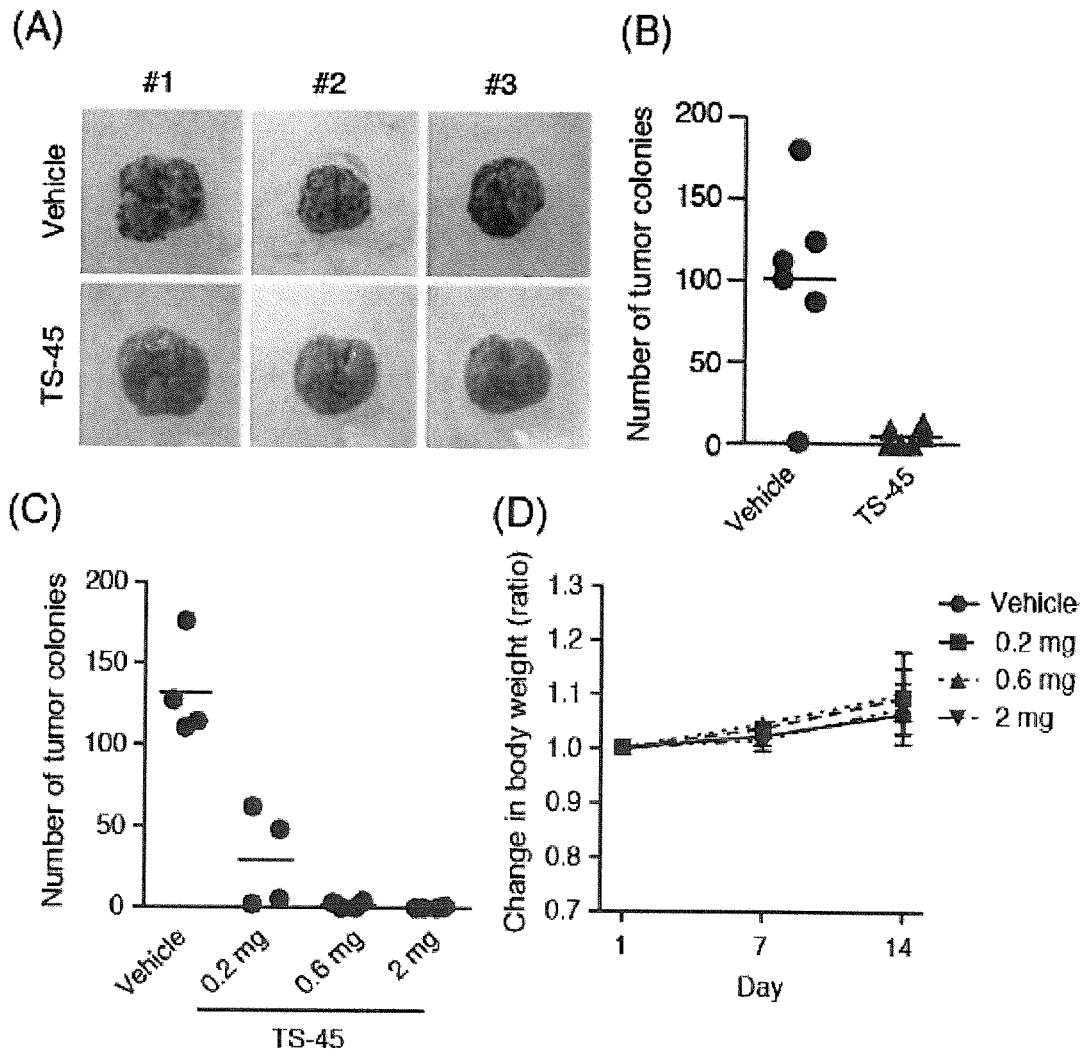 (A)
#1
#2
#3
Vehicle
TS-45
(B)
Number of tumor colonies
200
150
100
50
0
Vehicle
TS-45
(C)
Number of tumor colonies
200
150
100
50
0
Vehicle
0.2 mg
0.6 mg
2 mg
TS-45
(D)
Change in body weight (ratio)
1.3
1.2
1.1
1.0
0.9
0.8
0.7
1
7
14
Day
Vehicle
0.2 mg
0.6 mg
2 mg